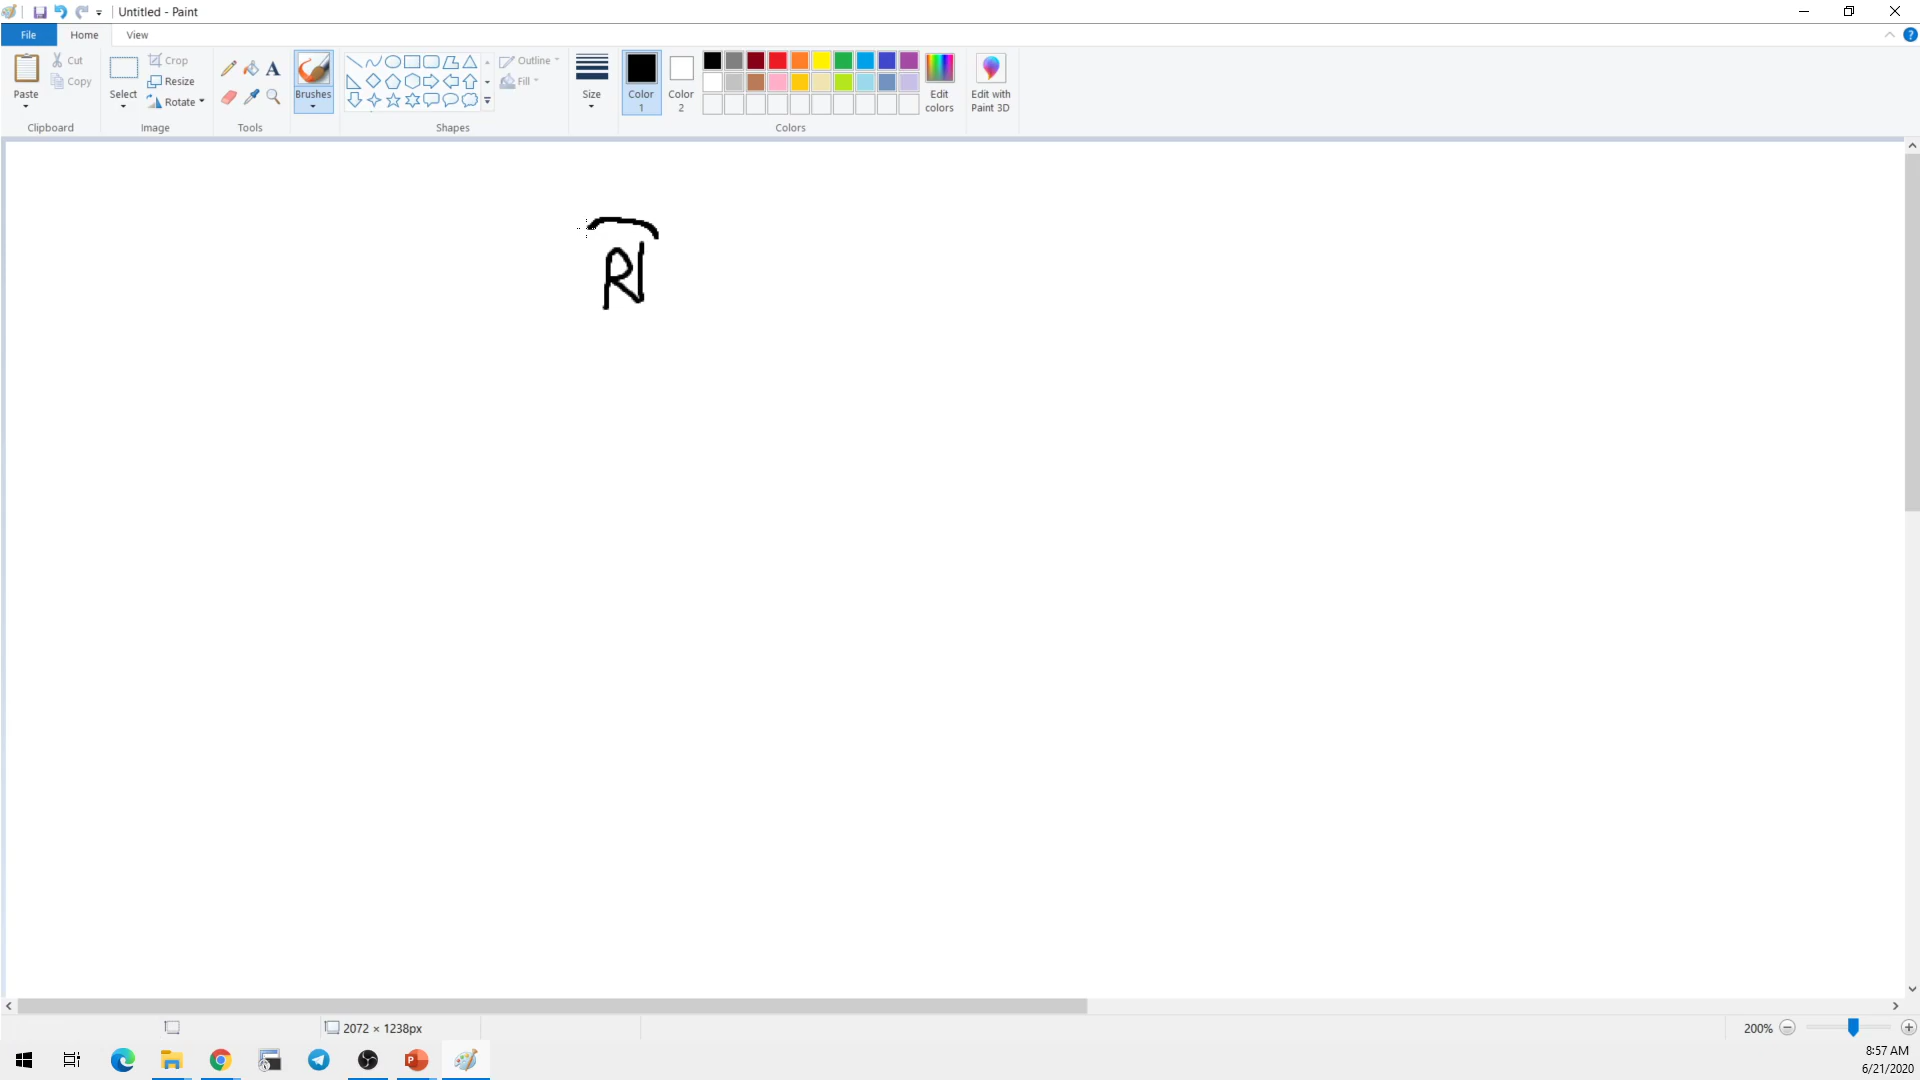 Untitled - Paint
File Home View
Paste
Cut
Copy
Clipboard
Select
Crop
Resize
Rotate
Image
Tools
Brushes
Shapes
Outline
Fill
Size
Color 1
Color 2
Edit colors
Colors
Edit with Paint 3D
R1
2072 × 1238px
200%
8:57 AM
6/21/2020